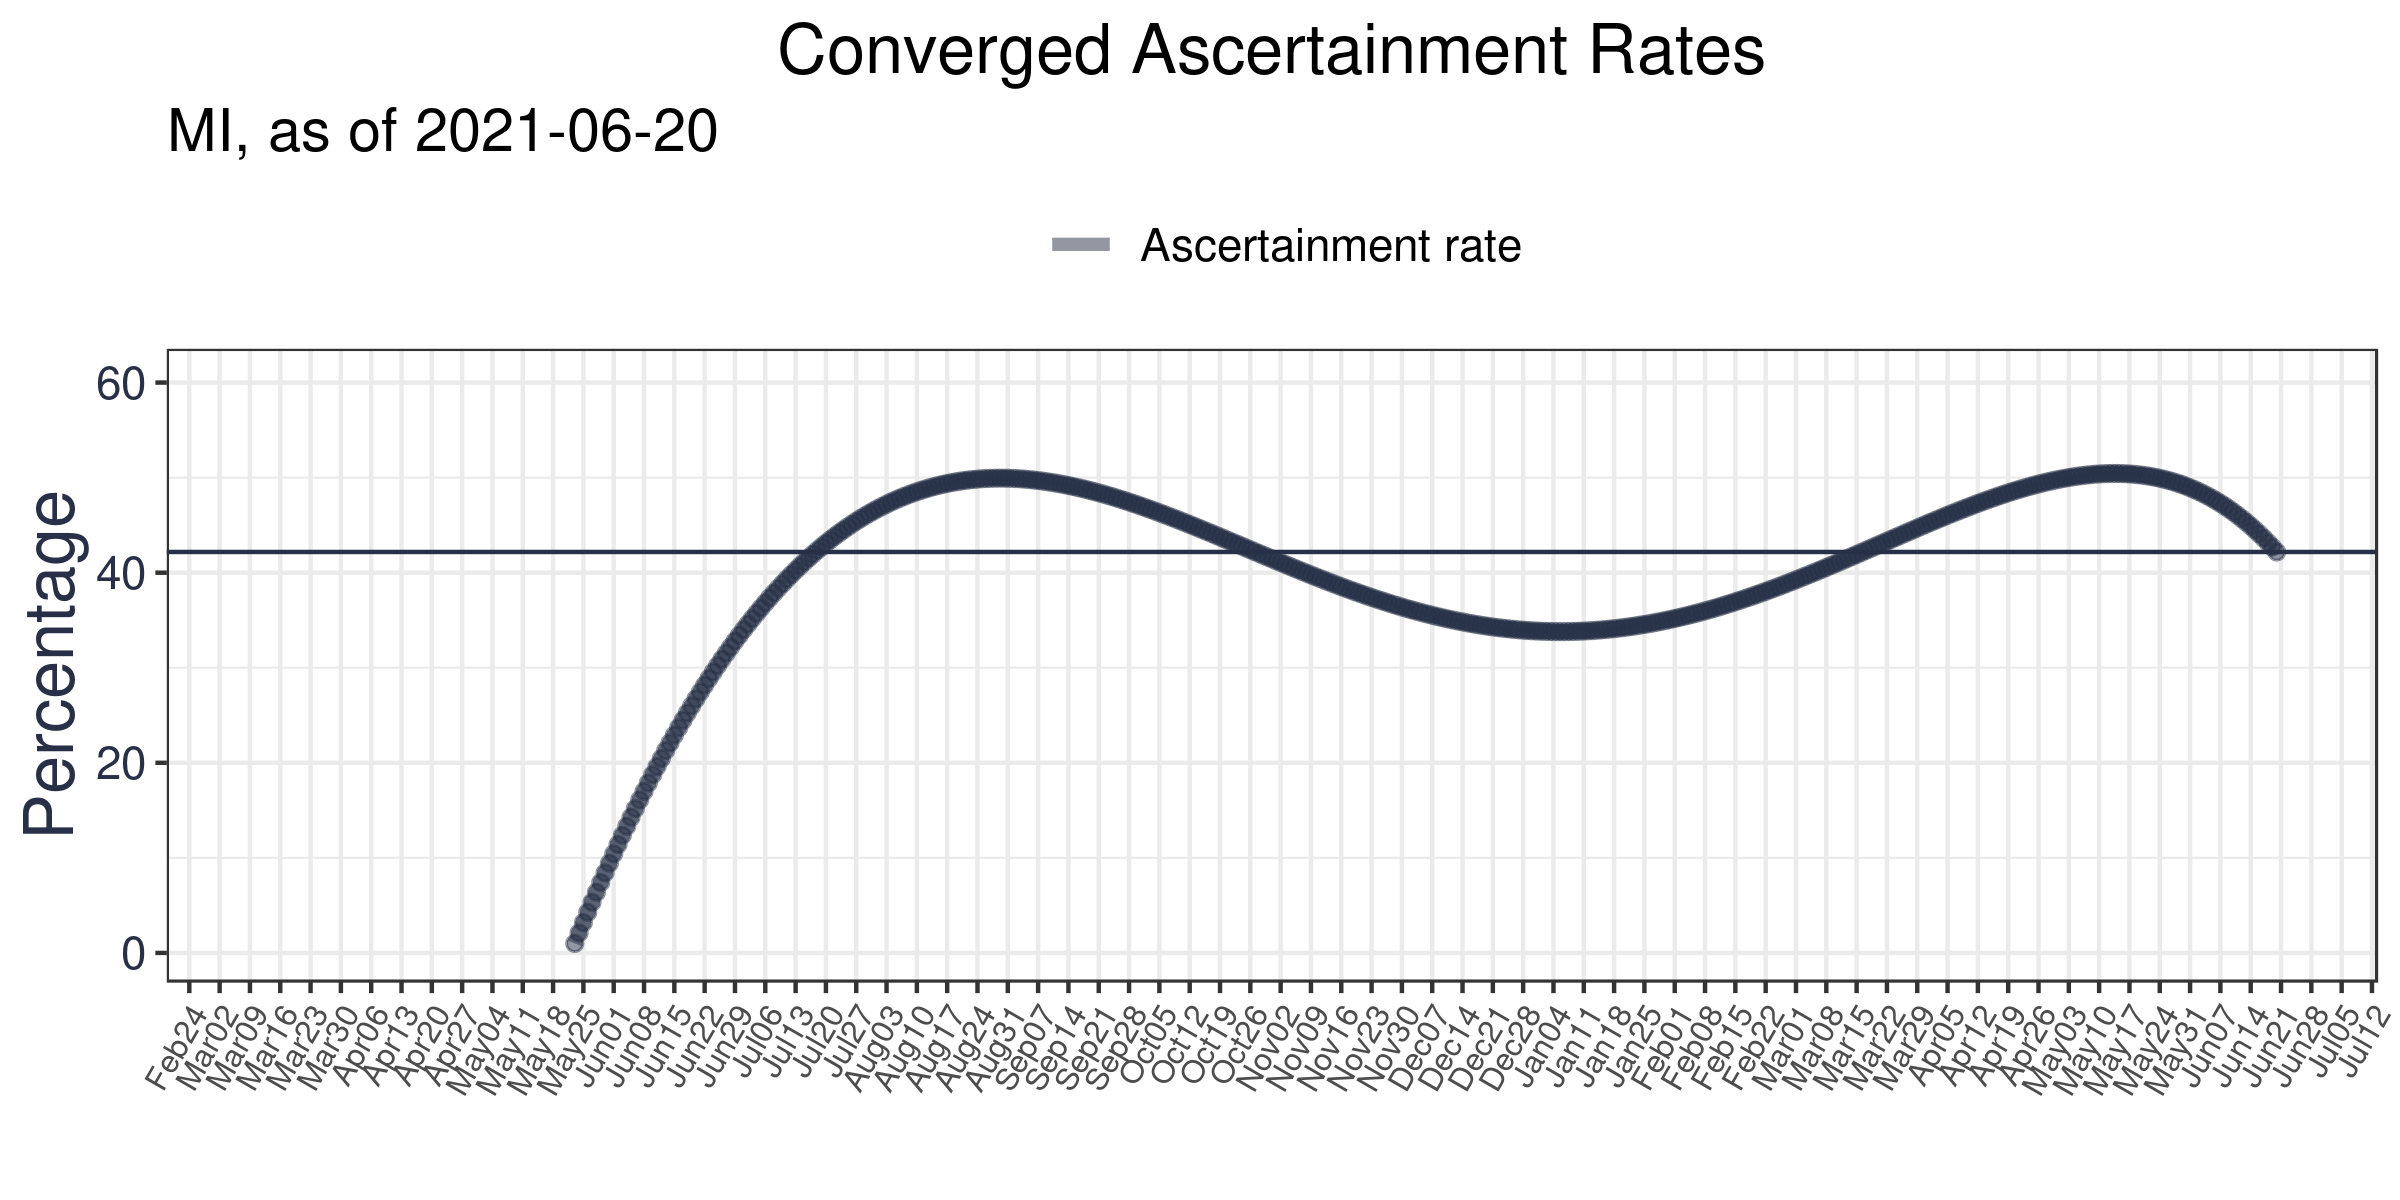 Converged Ascertainment Rates
MI, as of 2021-06-20
Ascertainment rate
Percentage
60
40
20
0
Feb24
Mar02
Mar09
Mar16
Mar23
Mar30
Apr06
Apr13
Apr20
Apr27
May04
May11
May18
May25
Jun01
Jun08
Jun15
Jun22
Jun29
Jul06
Jul13
Jul20
Jul27
Aug03
Aug10
Aug17
Aug24
Aug31
Sep07
Sep14
Sep21
Sep28
Oct05
Oct12
Oct19
Oct26
Nov02
Nov09
Nov16
Nov23
Nov30
Dec07
Dec14
Dec21
Dec28
Jan04
Jan11
Jan18
Jan25
Feb01
Feb08
Feb15
Feb22
Mar01
Mar08
Mar15
Mar22
Mar29
Apr05
Apr12
Apr19
Apr26
May03
May10
May17
May24
May31
Jun07
Jun14
Jun21
Jun28
Jul05
Jul12